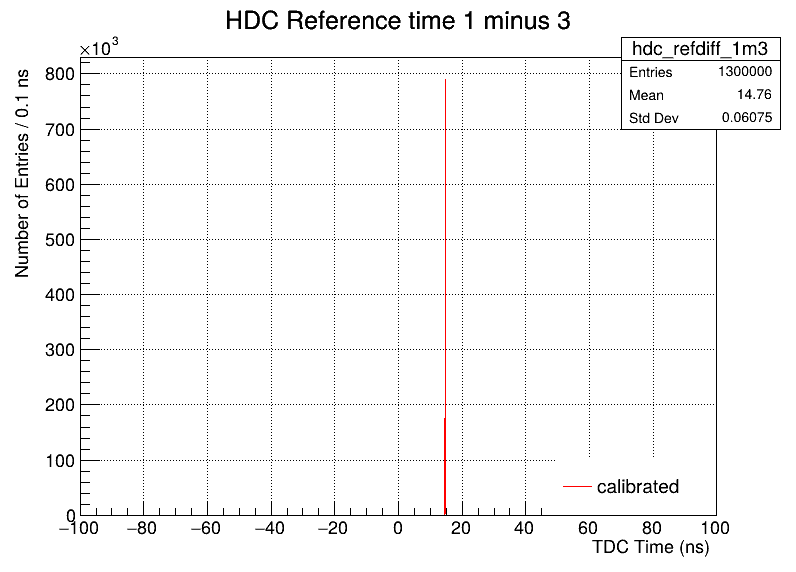 HDC Reference time 1 minus 3
×10³
hdc_refdiff_1m3
Entries 1300000
Mean 14.76
Std Dev 0.06075
Number of Entries / 0.1 ns
800
700
600
500
400
300
200
100
0
calibrated
−100 −80 −60 −40 −20 0 20 40 60 80 100
TDC Time (ns)